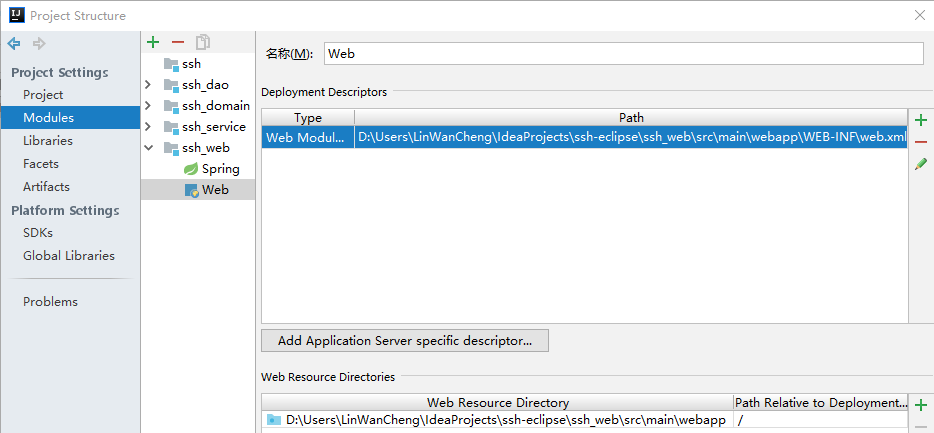 Project Structure
Project Settings
Project
Modules
Libraries
Facets
Artifacts
Platform Settings
SDKs
Global Libraries
Problems
ssh
ssh_dao
ssh_domain
ssh_service
ssh_web
Spring
Web
名称(M): Web
Deployment Descriptors
Type Path
Web Modul... D:\Users\LinWanCheng\IdeaProjects\ssh-eclipse\ssh_web\src\main\webapp\WEB-INF\web.xml
Add Application Server specific descriptor...
Web Resource Directories
Web Resource Directory Path Relative to Deployment...
D:\Users\LinWanCheng\IdeaProjects\ssh-eclipse\ssh_web\src\main\webapp /